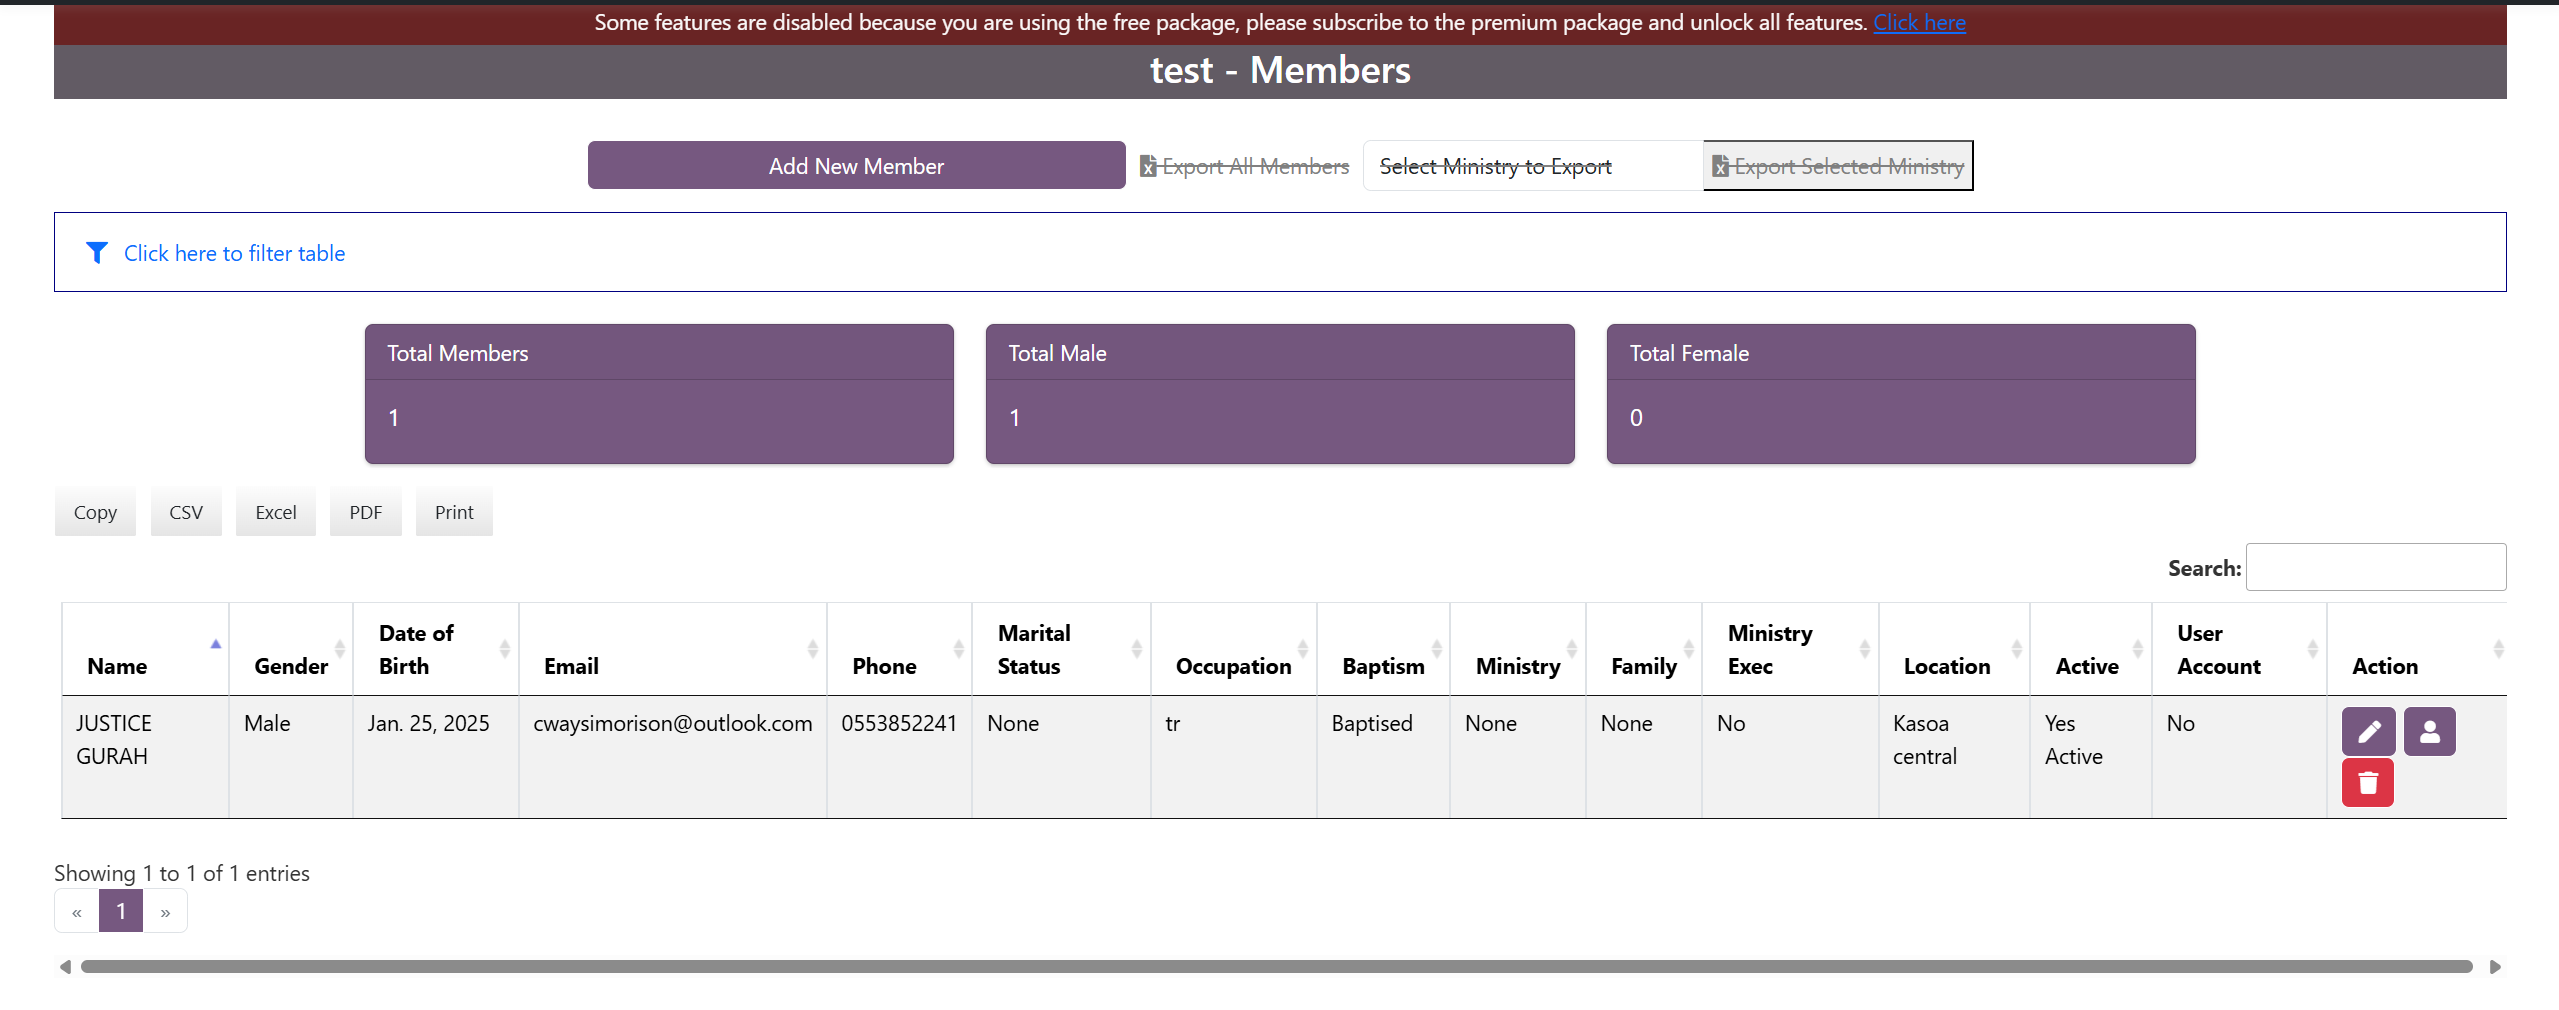 Some features are disabled because you are using the free package, please subscribe to the premium package and unlock all features. Click here
test - Members
Add New Member
Export All Members
Select Ministry to Export
Export Selected Ministry
Click here to filter table
Total Members
1
Total Male
1
Total Female
0
Copy
CSV
Excel
PDF
Print
Search:
Name
Gender
Date of
Birth
Email
Phone
Marital
Status
Occupation
Baptism
Ministry
Family
Ministry
Exec
Location
Active
User
Account
Action
JUSTICE
GURAH
Male
Jan. 25, 2025
cwaysimorison@outlook.com
0553852241
None
tr
Baptised
None
None
No
Kasoa
central
Yes
Active
No
Showing 1 to 1 of 1 entries
« 1 »